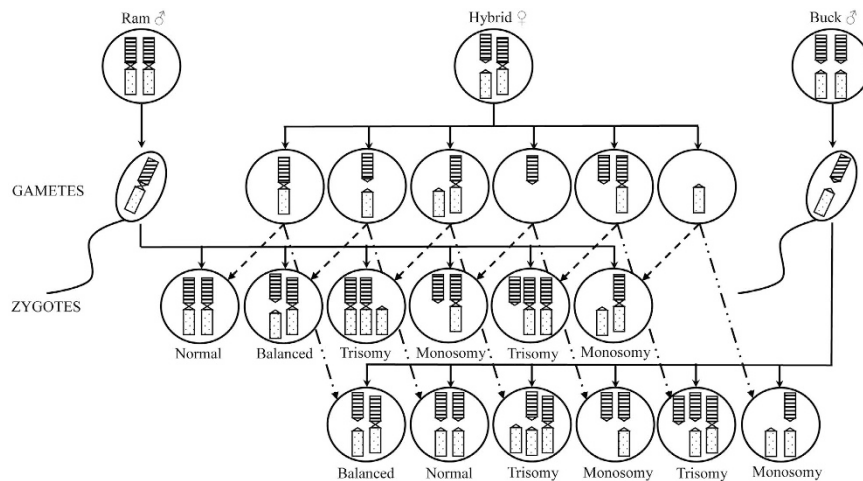 Ram ♂ Hybrid ♀ Buck ♂
GAMETES
ZYGOTES
Normal Balanced Trisomy Monosomy Trisomy Monosomy
Balanced Normal Trisomy Monosomy Trisomy Monosomy